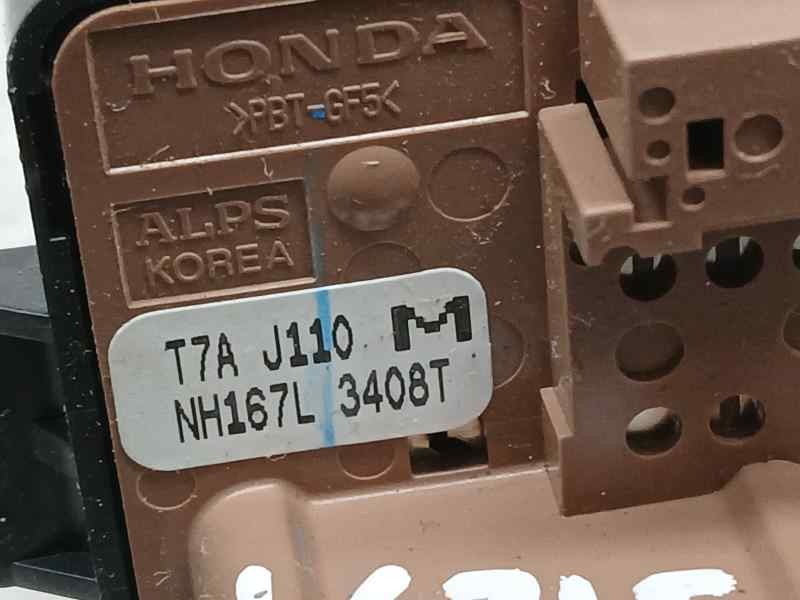 HONDA
>PBT-GF5<
ALPS
KOREA
T7A J110 M
NH167L 3408T